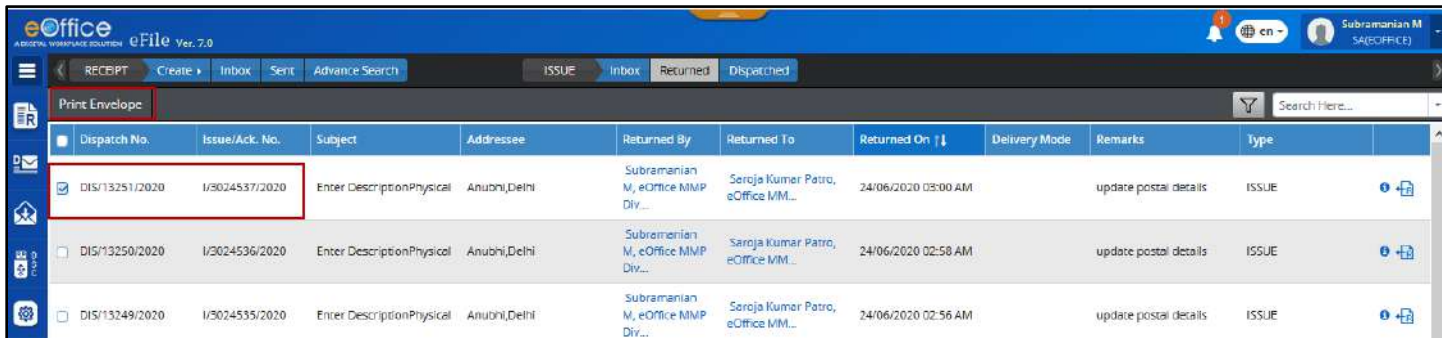 eOffice
A DIGITAL WORKPLACE SOLUTION eFile Ver. 7.0
1
en
Subramanian M
SA(EOFFICE)
RECEIPT Create Inbox Sent Advance Search ISSUE Inbox Returned Dispatched
Print Envelope Search Here...
Dispatch No. Issue/Ack. No. Subject Addressee Returned By Returned To Returned On Delivery Mode Remarks Type
DIS/13251/2020 I/3024537/2020 Enter DescriptionPhysical Anubhi,Delhi Subramanian M, eOffice MMP Div... Saroja Kumar Patro, eOffice MM... 24/06/2020 03:00 AM update postal details ISSUE
DIS/13250/2020 I/3024536/2020 Enter DescriptionPhysical Anubhi,Delhi Subramanian M, eOffice MMP Div... Saroja Kumar Patro, eOffice MM... 24/06/2020 02:58 AM update postal details ISSUE
DIS/13249/2020 I/3024535/2020 Enter DescriptionPhysical Anubhi,Delhi Subramanian M, eOffice MMP Div... Saroja Kumar Patro, eOffice MM... 24/06/2020 02:56 AM update postal details ISSUE